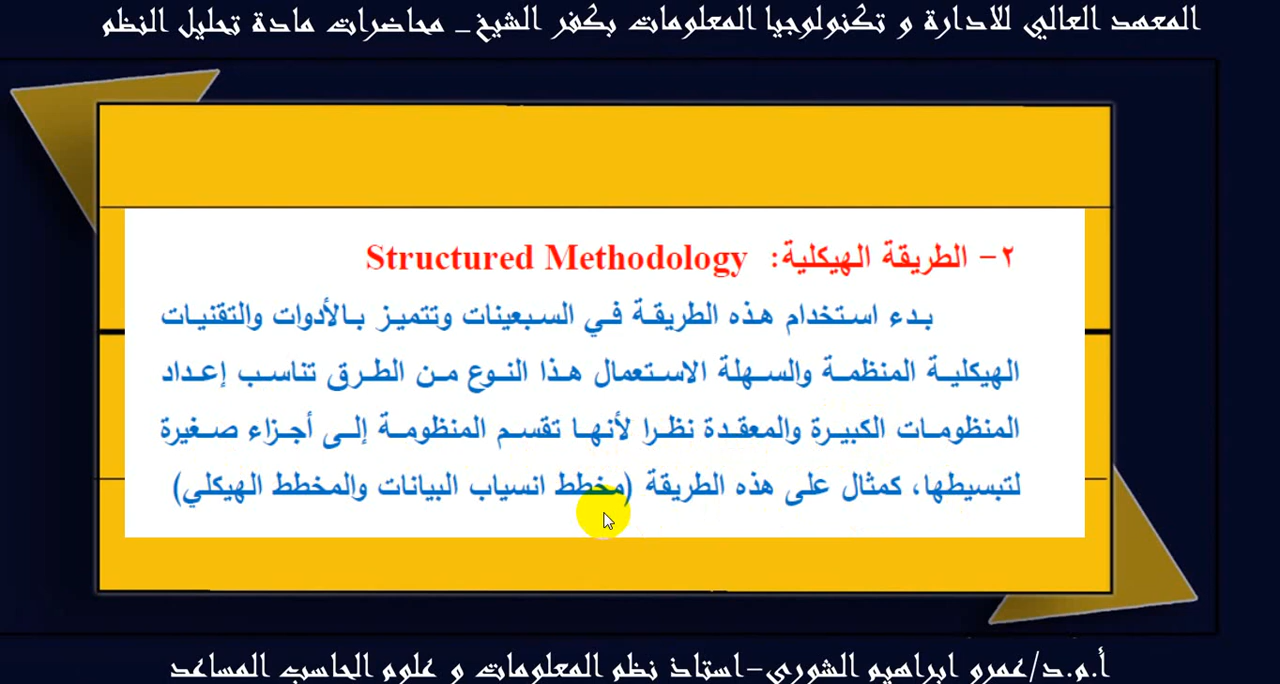 المعهد العالي للادارة و تكنولوجيا المعلومات بكفر الشيخ_ محاضرات مادة تحليل النظم
٢- الطريقة الهيكلية: Structured Methodology
بدء استخدام هذه الطريقة في السبعينات وتتميز بالأدوات والتقنيات
الهيكلية المنظمة والسهلة الاستعمال هذا النوع من الطرق تناسب إعداد
المنظومات الكبيرة والمعقدة نظرا لأنها تقسم المنظومة إلى أجزاء صغيرة
لتبسيطها، كمثال على هذه الطريقة (مخطط انسياب البيانات والمخطط الهيكلي)
أ.م.د/عمرو ابراهيم الشورى-استاذ نظم المعلومات و علوم الحاسب المساعد